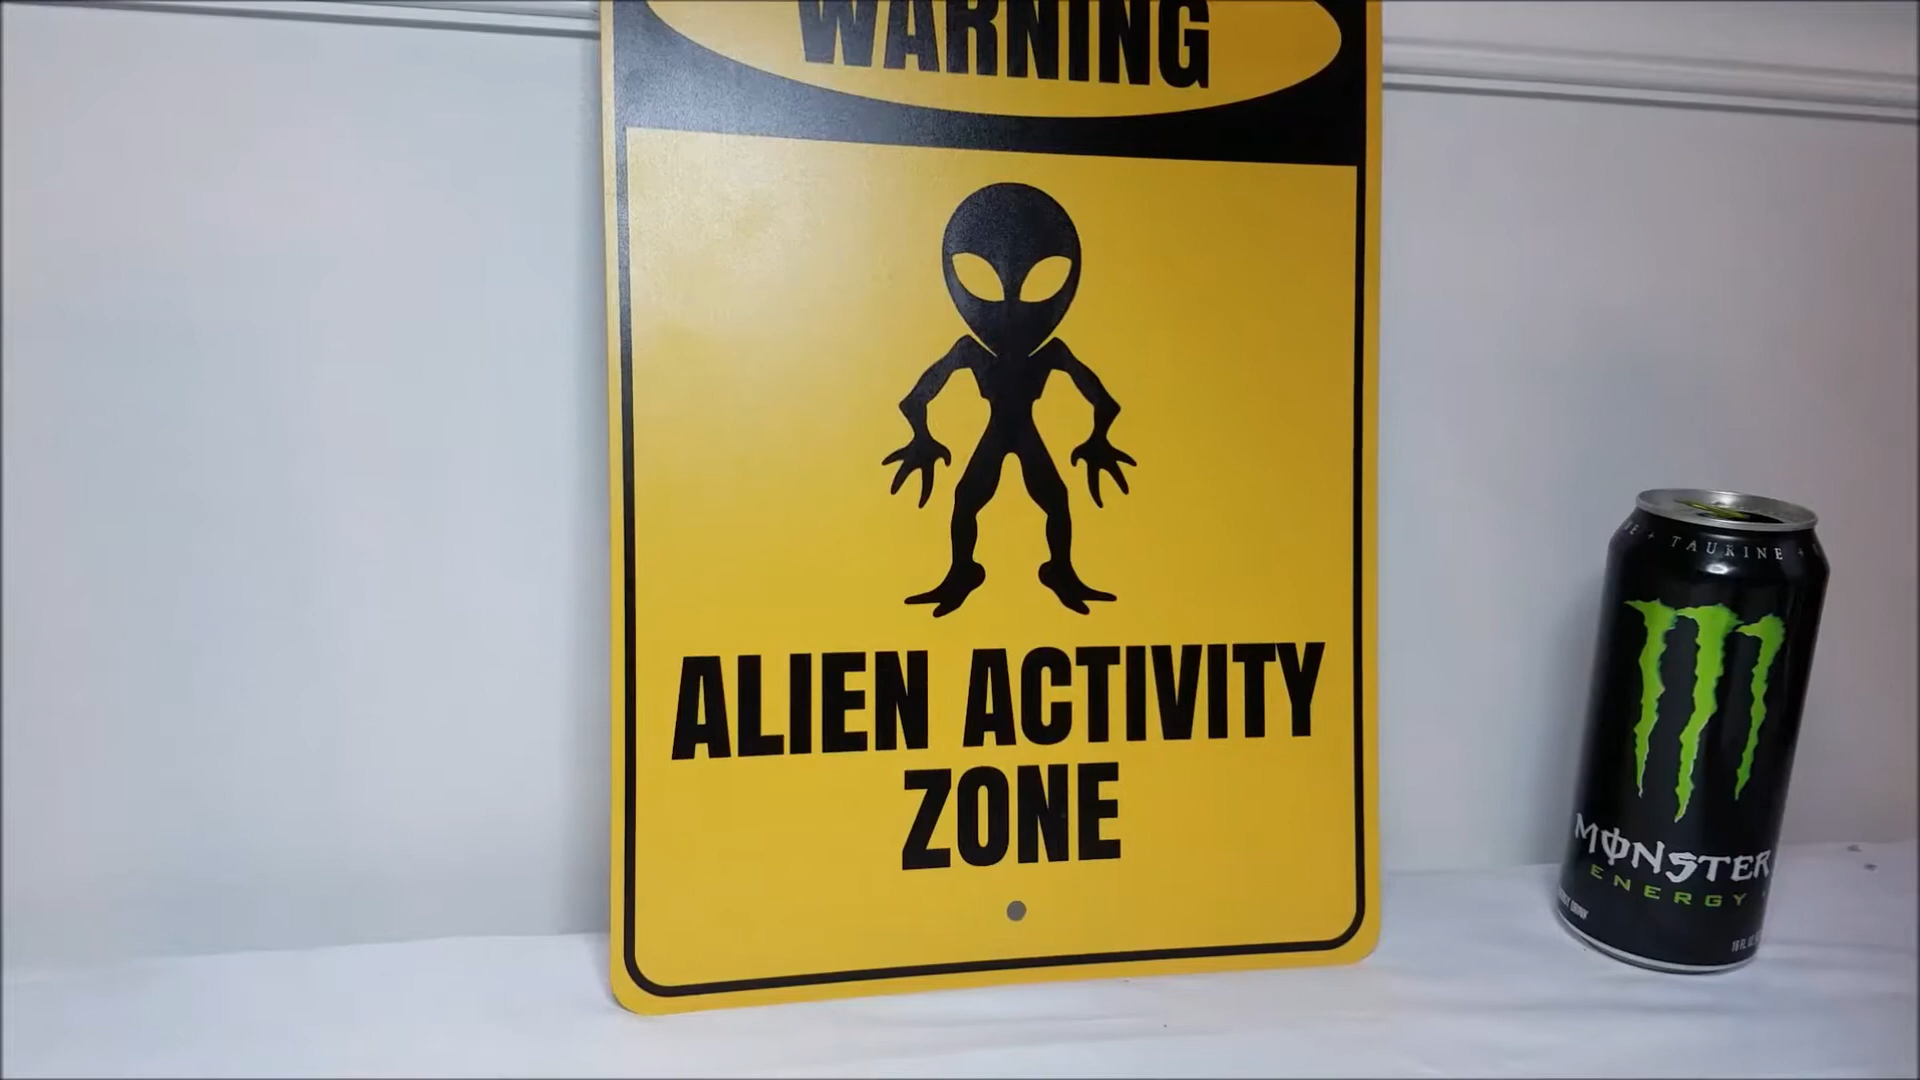 WARNING
ALIEN ACTIVITY
ZONE
TAURINE +
MONSTER
ENERGY